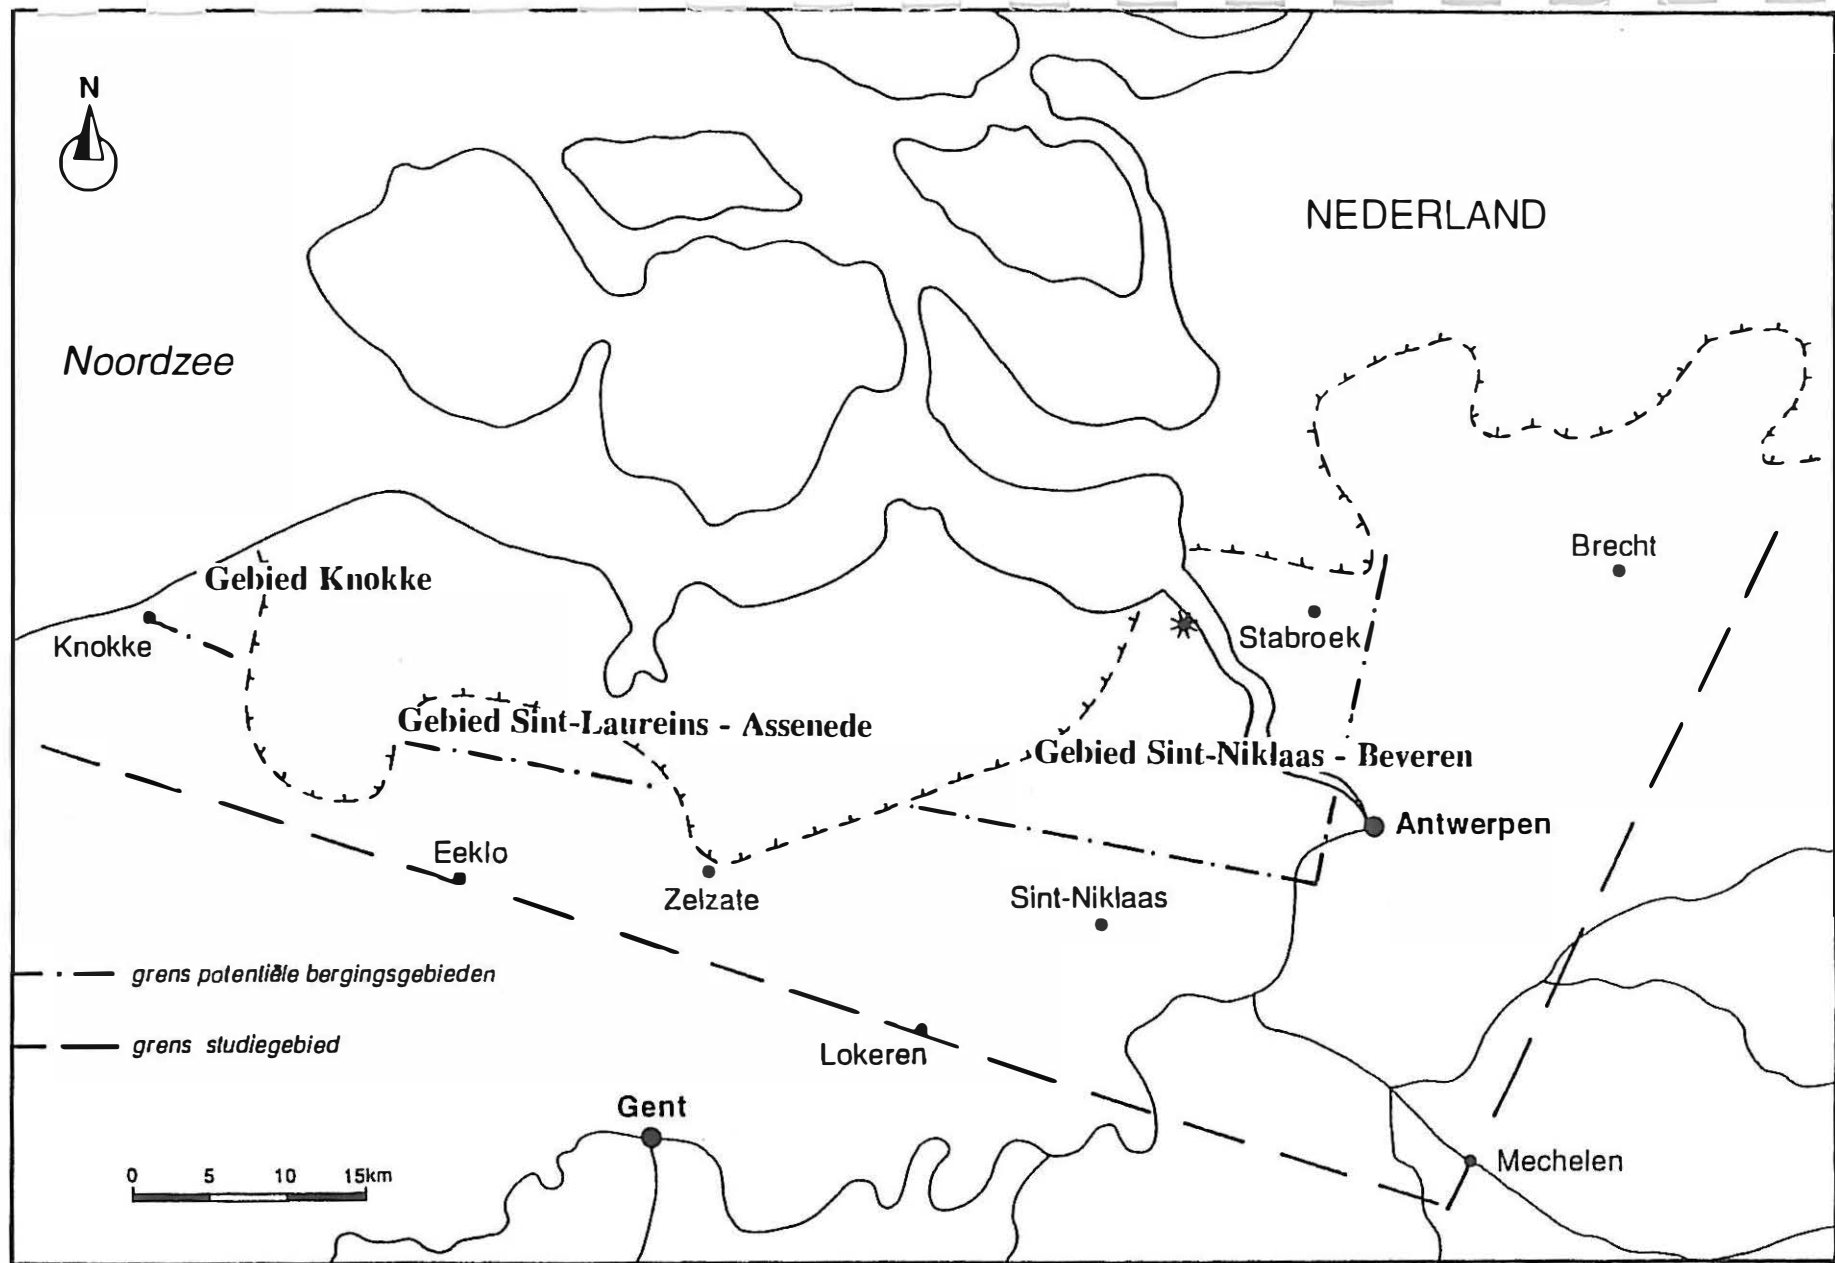 N
NEDERLAND
Noordzee
Brecht
Gebied Knokke
Stabroek
Knokke
Gebied Sint-Laureins - Assenede
Gebied Sint-Niklaas - Beveren
Antwerpen
Eeklo
Zelzate
Sint-Niklaas
grens potentiële bergingsgebieden
grens studiegebied
Lokeren
Gent
Mechelen
0 5 10 15km